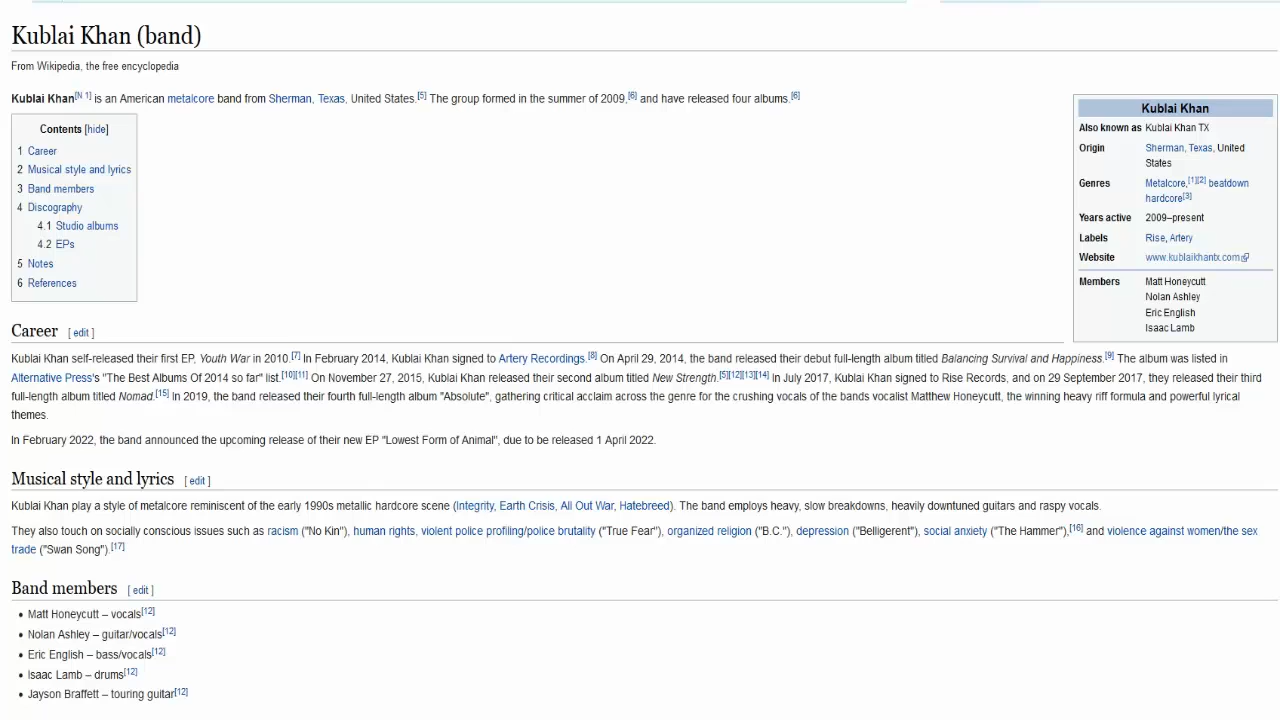 Kublai Khan (band)
From Wikipedia, the free encyclopedia
Kublai Khan[N 1] is an American metalcore band from Sherman, Texas, United States.[5] The group formed in the summer of 2009,[6] and have released four albums.[6]
Contents [hide]
1 Career
2 Musical style and lyrics
3 Band members
4 Discography
4.1 Studio albums
4.2 EPs
5 Notes
6 References
Kublai Khan
Also known as Kublai Khan TX
Origin Sherman, Texas, United
States
Genres Metalcore,[1][2] beatdown
hardcore[3]
Years active 2009–present
Labels Rise, Artery
Website www.kublaikhantx.com
Members Matt Honeycutt
Nolan Ashley
Eric English
Isaac Lamb
Career [ edit ]
Kublai Khan self-released their first EP, Youth War in 2010.[7] In February 2014, Kublai Khan signed to Artery Recordings.[8] On April 29, 2014, the band released their debut full-length album titled Balancing Survival and Happiness.[9] The album was listed in
Alternative Press's "The Best Albums Of 2014 so far" list.[10][11] On November 27, 2015, Kublai Khan released their second album titled New Strength.[5][12][13][14] In July 2017, Kublai Khan signed to Rise Records, and on 29 September 2017, they released their third
full-length album titled Nomad.[15] In 2019, the band released their fourth full-length album "Absolute", gathering critical acclaim across the genre for the crushing vocals of the bands vocalist Matthew Honeycutt, the winning heavy riff formula and powerful lyrical
themes.
In February 2022, the band announced the upcoming release of their new EP "Lowest Form of Animal", due to be released 1 April 2022.
Musical style and lyrics [ edit ]
Kublai Khan play a style of metalcore reminiscent of the early 1990s metallic hardcore scene (Integrity, Earth Crisis, All Out War, Hatebreed). The band employs heavy, slow breakdowns, heavily downtuned guitars and raspy vocals.
They also touch on socially conscious issues such as racism ("No Kin"), human rights, violent police profiling/police brutality ("True Fear"), organized religion ("B.C."), depression ("Belligerent"), social anxiety ("The Hammer"),[16] and violence against women/the sex
trade ("Swan Song").[17]
Band members [ edit ]
• Matt Honeycutt – vocals[12]
• Nolan Ashley – guitar/vocals[12]
• Eric English – bass/vocals[12]
• Isaac Lamb – drums[12]
• Jayson Braffett – touring guitar[12]